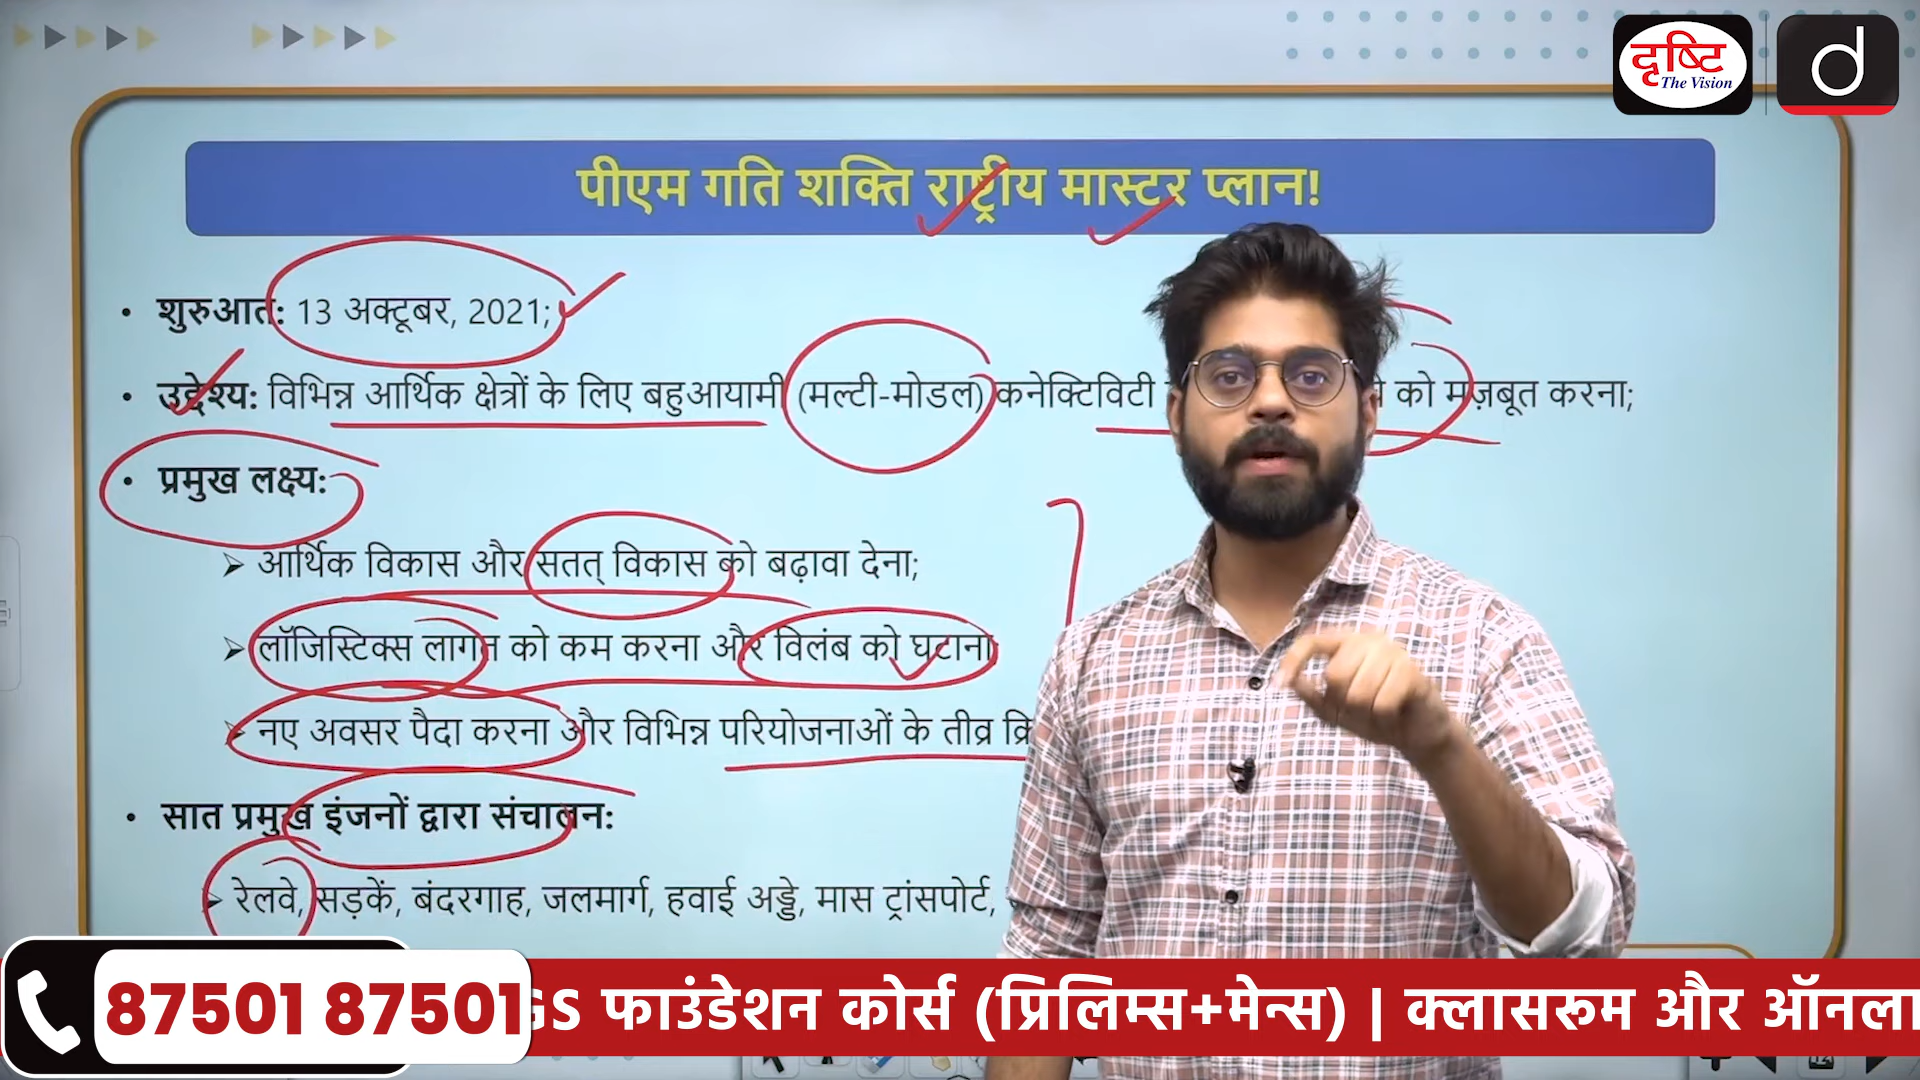 दृष्टि
The Vision
d
पीएम गति शक्ति राष्ट्रीय मास्टर प्लान!
• शुरुआत: 13 अक्टूबर, 2021;
• उद्देश्य: विभिन्न आर्थिक क्षेत्रों के लिए बहुआयामी (मल्टी-मोडल) कनेक्टिविटी को मज़बूत करना;
• प्रमुख लक्ष्य:
➢ आर्थिक विकास और सतत् विकास को बढ़ावा देना;
➢ लॉजिस्टिक्स लागत को कम करना और विलंब को घटाना
➢ नए अवसर पैदा करना और विभिन्न परियोजनाओं के तीव्र
• सात प्रमुख इंजनों द्वारा संचालन:
➢ रेलवे, सड़कें, बंदरगाह, जलमार्ग, हवाई अड्डे, मास ट्रांसपोर्ट,
87501 87501
GS फाउंडेशन कोर्स (प्रिलिम्स+मेन्स) | क्लासरूम और ऑनला